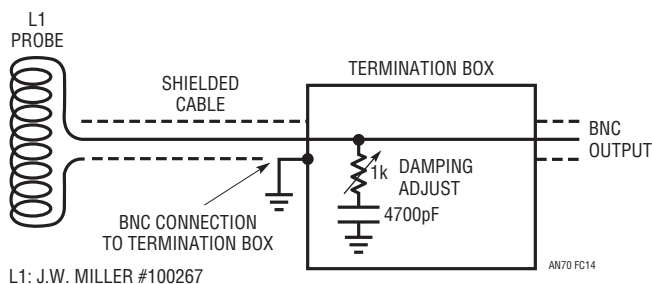 L1
PROBE
SHIELDED
CABLE
TERMINATION BOX
BNC
OUTPUT
1k
DAMPING
ADJUST
4700pF
BNC CONNECTION
TO TERMINATION BOX
AN70 FC14
L1: J.W. MILLER #100267